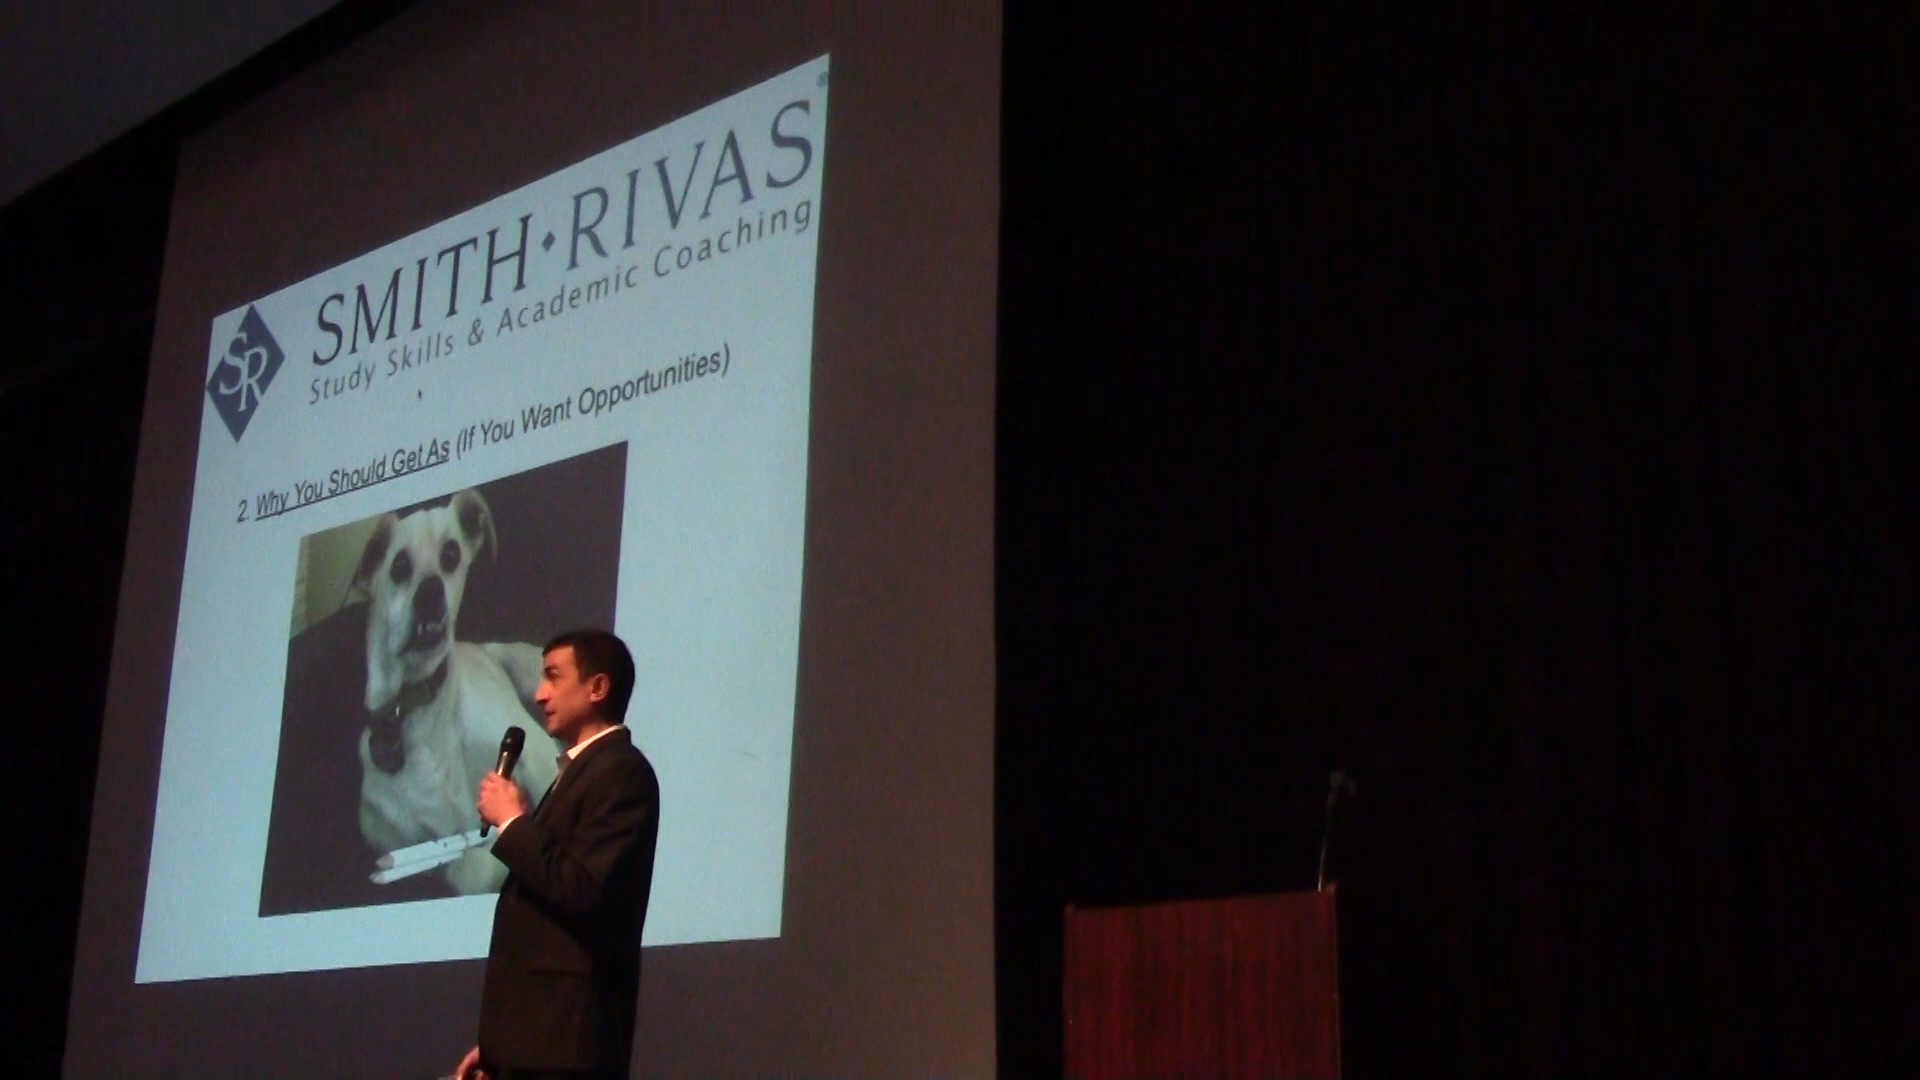 SMITH·RIVAS®
Study Skills & Academic Coaching
SR
2. Why You Should Get As (If You Want Opportunities)